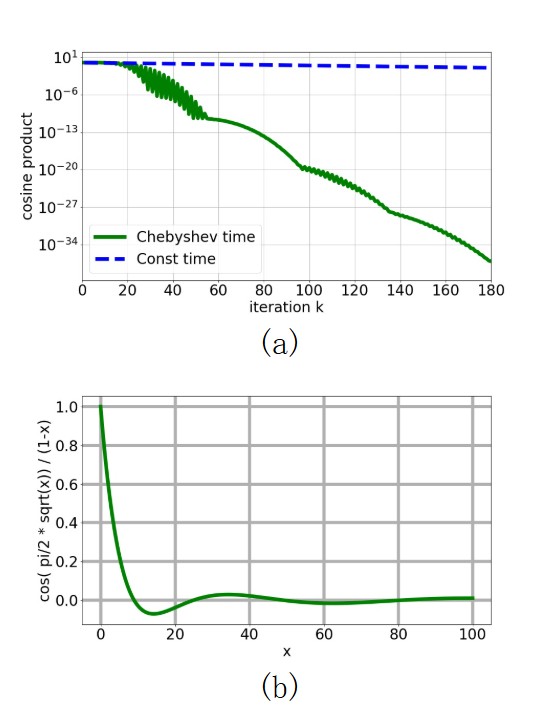 10^1
10^-6
10^-13
10^-20
10^-27
10^-34
cosine product
Chebyshev time
Const time
0 20 40 60 80 100 120 140 160 180
iteration k
(a)
1.0
0.8
0.6
0.4
0.2
0.0
cos( pi/2 * sqrt(x)) / (1-x)
0 20 40 60 80 100
x
(b)